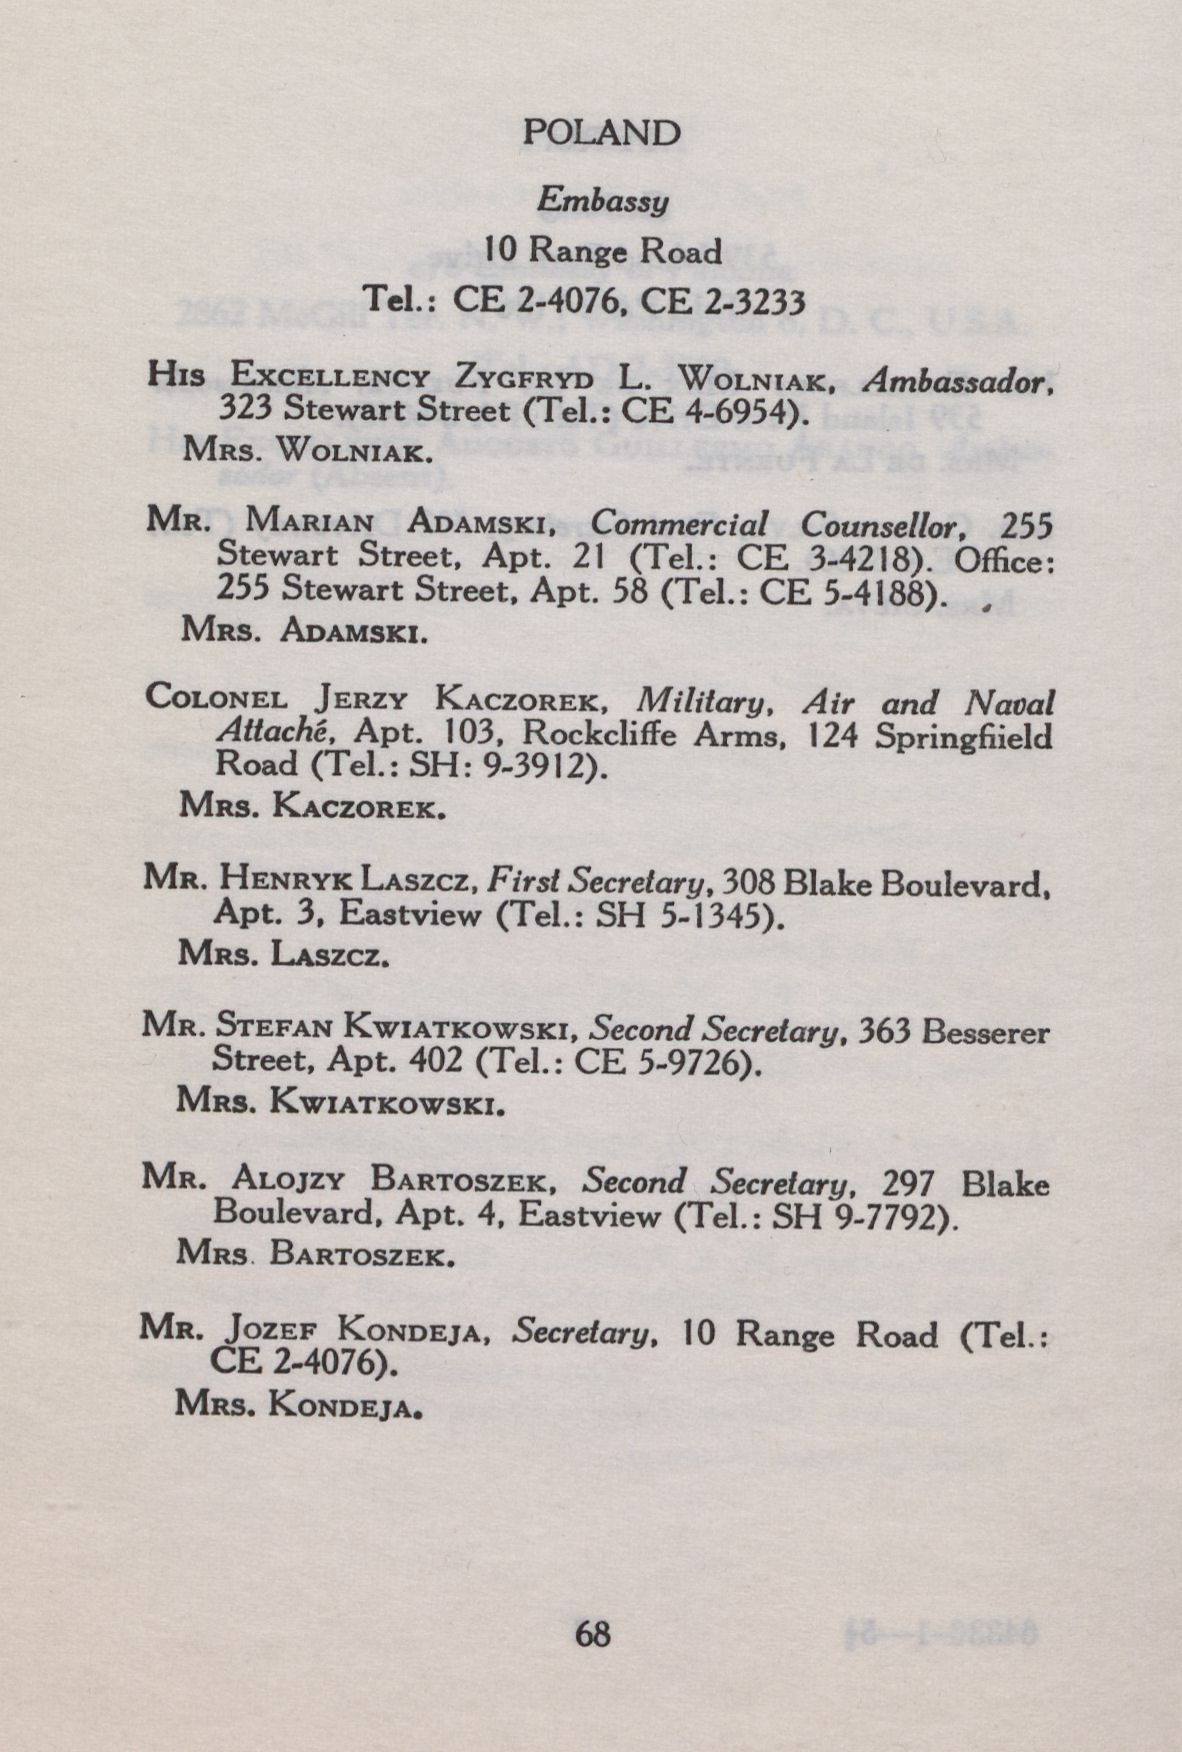 POLAND
Embassy
10 Range Road
Tel.: CE 2-4076, CE 2-3233
His Excellency Zygfryd L. Wolniak, Ambassador,
323 Stewart Street (Tel.: CE 4-6954).
Mrs. Wolniak.
Mr. Marian Adamski, Commercial Counsellor, 255
Stewart Street, Apt. 21 (Tel.: CE 3-4218). Office:
255 Stewart Street, Apt. 58 (Tel.: CE 5-4188).
Mrs. Adamski.
Colonel Jerzy Kaczorek, Military, Air and Naval
Attaché, Apt. 103, Rockcliffe Arms, 124 Springfiield
Road (Tel.: SH: 9-3912).
Mrs. Kaczorek.
Mr. Henryk Laszcz, First Secretary, 308 Blake Boulevard,
Apt. 3, Eastview (Tel.: SH 5-1345).
Mrs. Laszcz.
Mr. Stefan Kwiatkowski, Second Secretary, 363 Besserer
Street, Apt. 402 (Tel.: CE 5-9726).
Mrs. Kwiatkowski.
Mr. Alojzy Bartoszek, Second Secretary, 297 Blake
Boulevard, Apt. 4, Eastview (Tel.: SH 9-7792).
Mrs. Bartoszek.
Mr. Jozef Kondeja, Secretary, 10 Range Road (Tel.:
CE 2-4076).
Mrs. Kondeja.
68